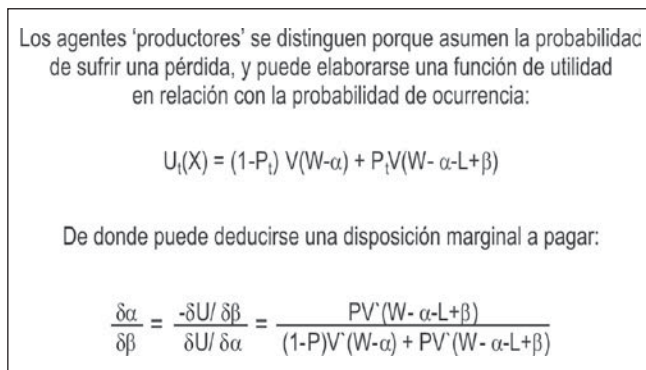 Los agentes ‘productores’ se distinguen porque asumen la probabilidad
de sufrir una pérdida, y puede elaborarse una función de utilidad
en relación con la probabilidad de ocurrencia:
Uₜ(X) = (1-Pₜ) V(W-α) + PₜV(W- α-L+β)
De donde puede deducirse una disposición marginal a pagar:
δα/δβ = -δU/ δβ / δU/ δα = PV`(W- α-L+β) / (1-P)V`(W-α) + PV`(W- α-L+β)